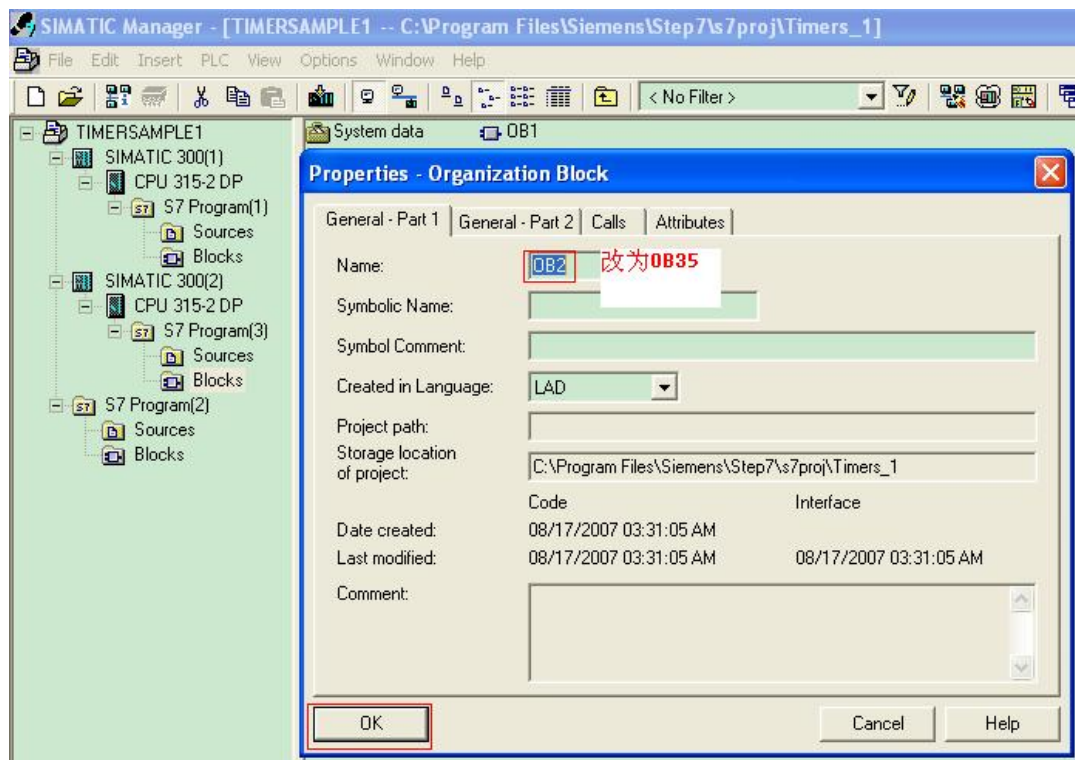 SIMATIC Manager - [TIMERSAMPLE1 -- C:\Program Files\Siemens\Step7\s7proj\Timers_1]
File Edit Insert PLC View Options Window Help
< No Filter >
TIMERSAMPLE1
SIMATIC 300(1)
CPU 315-2 DP
S7 Program(1)
Sources
Blocks
SIMATIC 300(2)
CPU 315-2 DP
S7 Program(3)
Sources
Blocks
S7 Program(2)
Sources
Blocks
System data OB1
Properties - Organization Block
General - Part 1 General - Part 2 Calls Attributes
Name: OB2 改为OB35
Symbolic Name:
Symbol Comment:
Created in Language: LAD
Project path:
Storage location
of project: C:\Program Files\Siemens\Step7\s7proj\Timers_1
Code Interface
Date created: 08/17/2007 03:31:05 AM
Last modified: 08/17/2007 03:31:05 AM 08/17/2007 03:31:05 AM
Comment:
OK Cancel Help